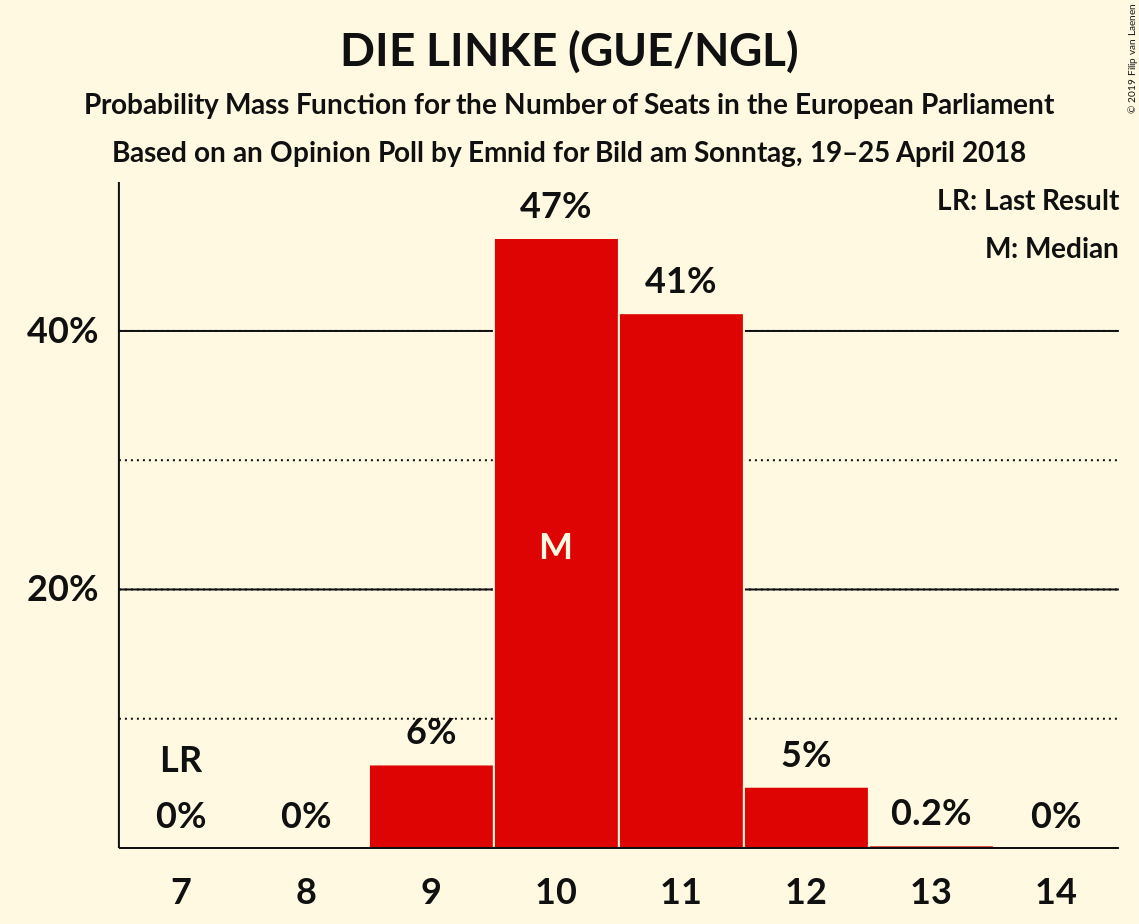 DIE LINKE (GUE/NGL)
Probability Mass Function for the Number of Seats in the European Parliament
Based on an Opinion Poll by Emnid for Bild am Sonntag, 19–25 April 2018
© 2019 Filip van Laenen
LR: Last Result
M: Median
47%
41%
40%
M
20%
6%
5%
LR
0%
0%
0.2%
0%
7 8 9 10 11 12 13 14